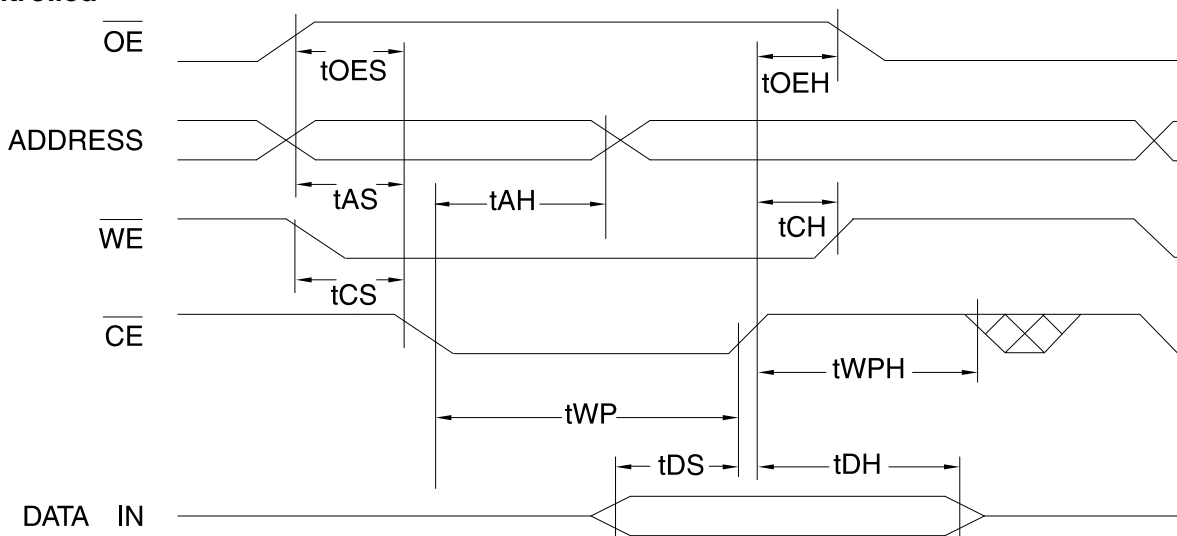 OE
tOES
tOEH
ADDRESS
tAS
tAH
tCH
WE
tCS
CE
tWPH
tWP
tDS
tDH
DATA IN